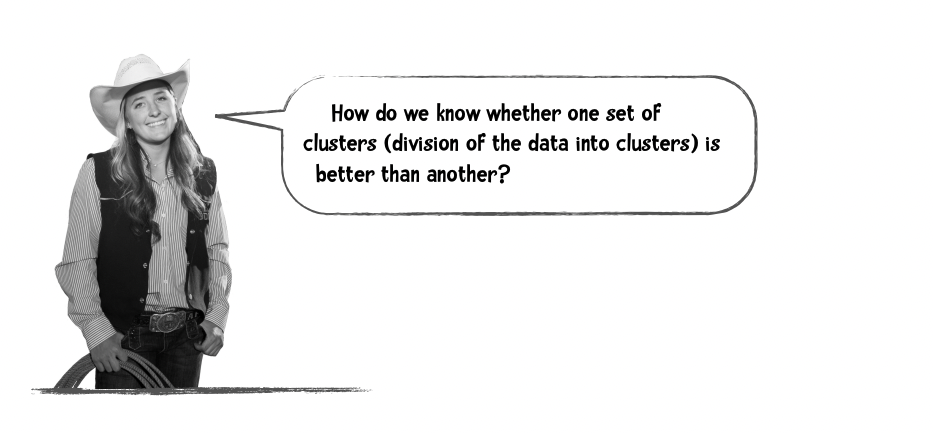 How do we know whether one set of
clusters (division of the data into clusters) is
better than another?